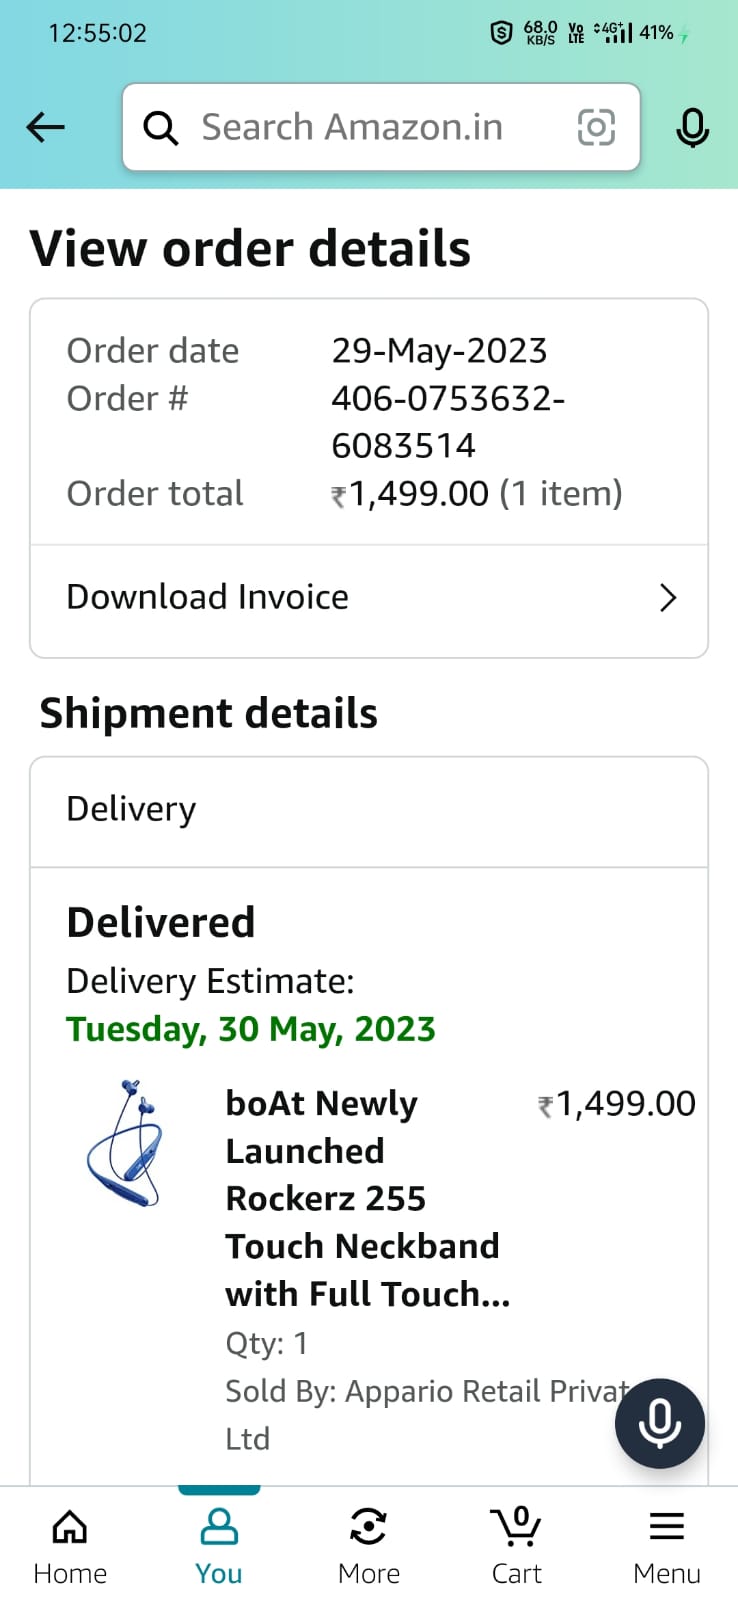 12:55:02
68.0 KB/S Vo LTE 4G+ 41%
Search Amazon.in
View order details
Order date 29-May-2023
Order # 406-0753632-
6083514
Order total ₹1,499.00 (1 item)
Download Invoice
Shipment details
Delivery
Delivered
Delivery Estimate:
Tuesday, 30 May, 2023
boAt Newly ₹1,499.00
Launched
Rockerz 255
Touch Neckband
with Full Touch...
Qty: 1
Sold By: Appario Retail Privat
Ltd
0
Home You More Cart Menu